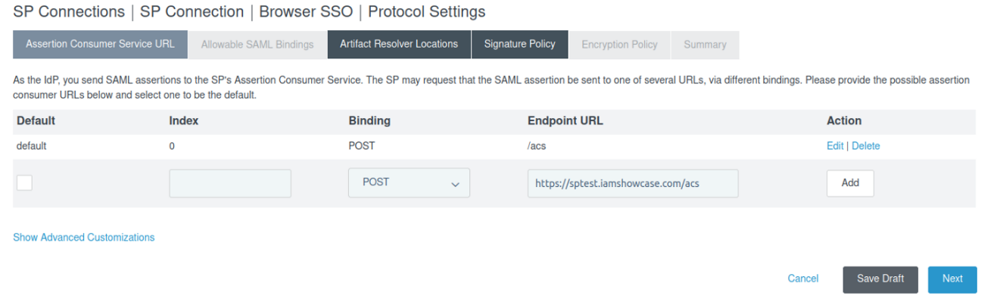 SP Connections | SP Connection | Browser SSO | Protocol Settings
Assertion Consumer Service URL Allowable SAML Bindings Artifact Resolver Locations Signature Policy Encryption Policy Summary
As the IdP, you send SAML assertions to the SP's Assertion Consumer Service. The SP may request that the SAML assertion be sent to one of several URLs, via different bindings. Please provide the possible assertion
consumer URLs below and select one to be the default.
Default Index Binding Endpoint URL Action
default 0 POST /acs Edit | Delete
POST https://sptest.iamshowcase.com/acs Add
Show Advanced Customizations
Cancel Save Draft Next